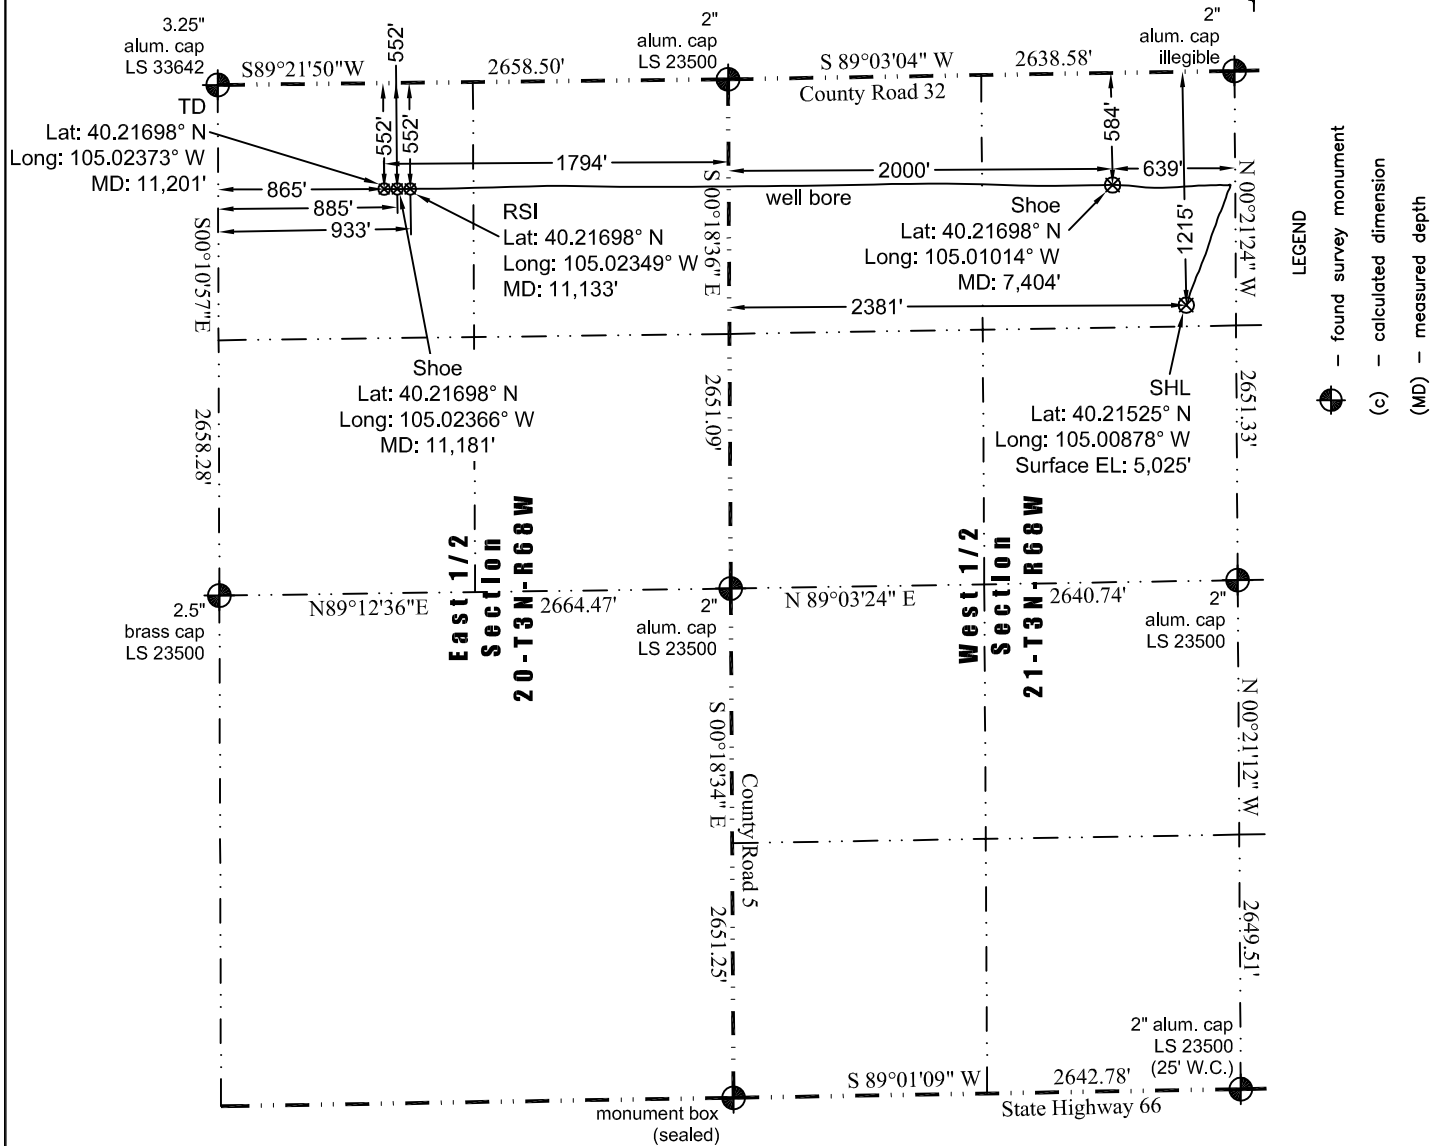 3.25"
alum. cap
LS 33642
2"
alum. cap
LS 23500
2"
alum. cap
illegible
S89°21'50"W
552'
2658.50'
S 89°03'04" W
2638.58'
County Road 32
TD
Lat: 40.21698° N
Long: 105.02373° W
MD: 11,201'
552'
552'
584'
1794'
2000'
639'
865'
885'
933'
well bore
RSI
Lat: 40.21698° N
Long: 105.02349° W
MD: 11,133'
Shoe
Lat: 40.21698° N
Long: 105.01014° W
MD: 7,404'
1215'
2381'
S00°10'57"E
S 00°18'36" E
N 00°21'24" W
Shoe
Lat: 40.21698° N
Long: 105.02366° W
MD: 11,181'
SHL
Lat: 40.21525° N
Long: 105.00878° W
Surface EL: 5,025'
2658.28'
2651.09'
2651.33'
LEGEND
– found survey monument
(c) – calculated dimension
(MD) – measured depth
East 1/2
Section
20-T3N-R68W
West 1/2
Section
21-T3N-R68W
2.5"
brass cap
LS 23500
N89°12'36"E
2664.47'
2"
alum. cap
LS 23500
N 89°03'24" E
2640.74'
2"
alum. cap
LS 23500
S 00°18'34" E
County Road 5
2651.25'
N 00°21'12" W
2649.51'
2" alum. cap
LS 23500
(25' W.C.)
S 89°01'09" W
2642.78'
State Highway 66
monument box
(sealed)